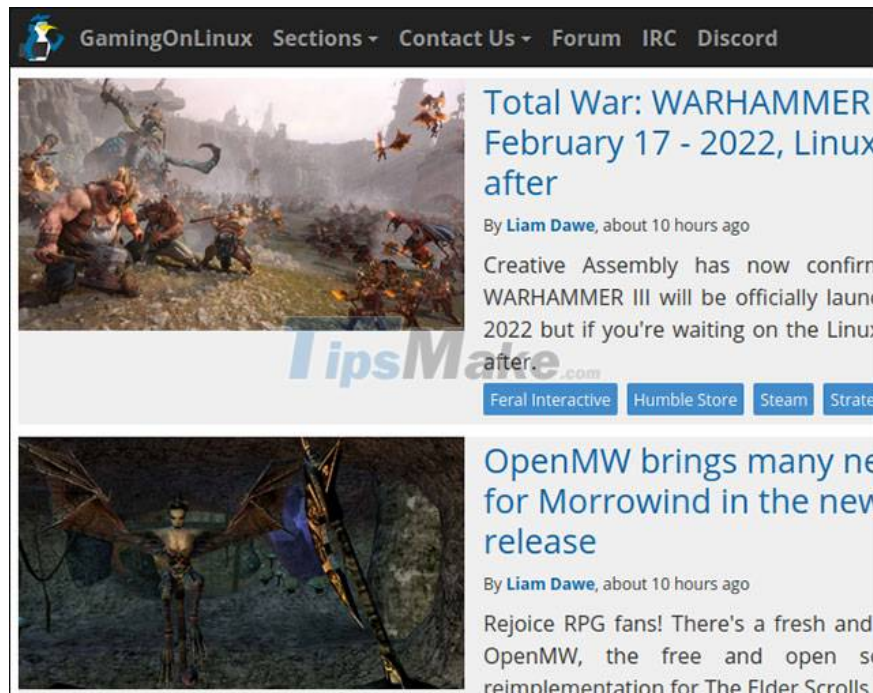 GamingOnLinux Sections Contact Us Forum IRC Discord
Total War: WARHAMMER
February 17 - 2022, Linux
after
By Liam Dawe, about 10 hours ago
Creative Assembly has now confirm
WARHAMMER III will be officially laun
2022 but if you're waiting on the Linux
after.
TipsMake.com
Feral Interactive Humble Store Steam Strate
OpenMW brings many ne
for Morrowind in the new
release
By Liam Dawe, about 10 hours ago
Rejoice RPG fans! There's a fresh and
OpenMW, the free and open so
reimplementation for The Elder Scrolls